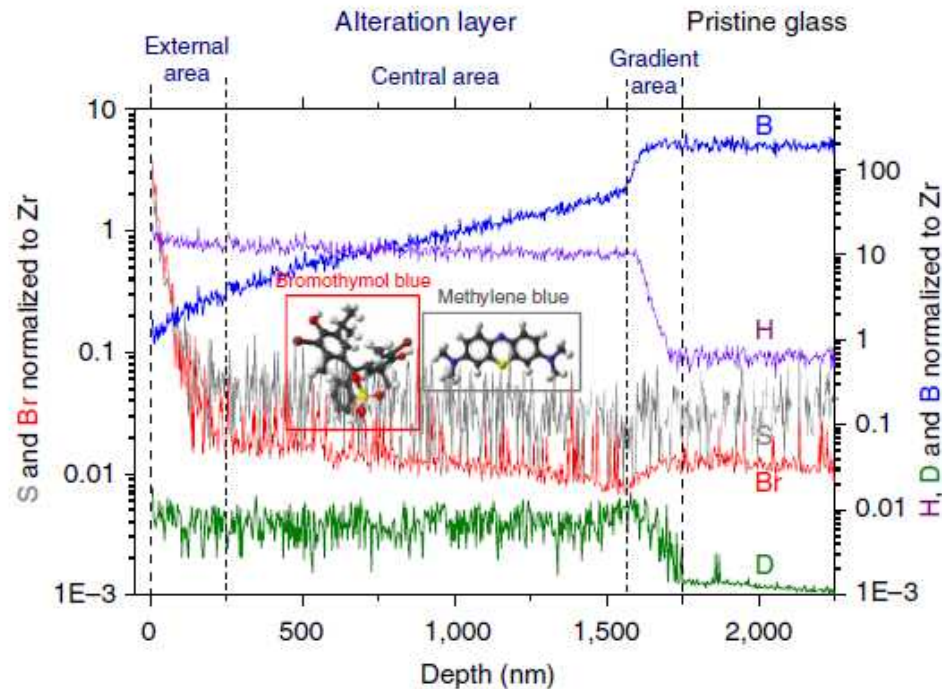 Alteration layer
Pristine glass
External
area
Central area
Gradient
area
10
1
0.1
0.01
1E–3
S and Br normalized to Zr
B
H
S
Br
D
Bromothymol blue
Methylene blue
100
10
1
0.1
0.01
1E–3
H, D and B normalized to Zr
0
500
1,000
1,500
2,000
Depth (nm)